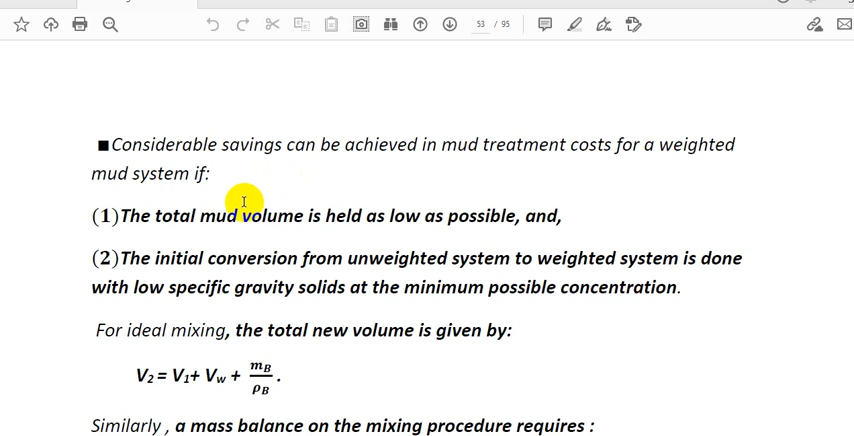 53 / 95
■Considerable savings can be achieved in mud treatment costs for a weighted
mud system if:
(1)The total mud volume is held as low as possible, and,
(2)The initial conversion from unweighted system to weighted system is done
with low specific gravity solids at the minimum possible concentration.
For ideal mixing, the total new volume is given by:
V₂ = V₁+ Vw + mB/ρB .
Similarly , a mass balance on the mixing procedure requires :